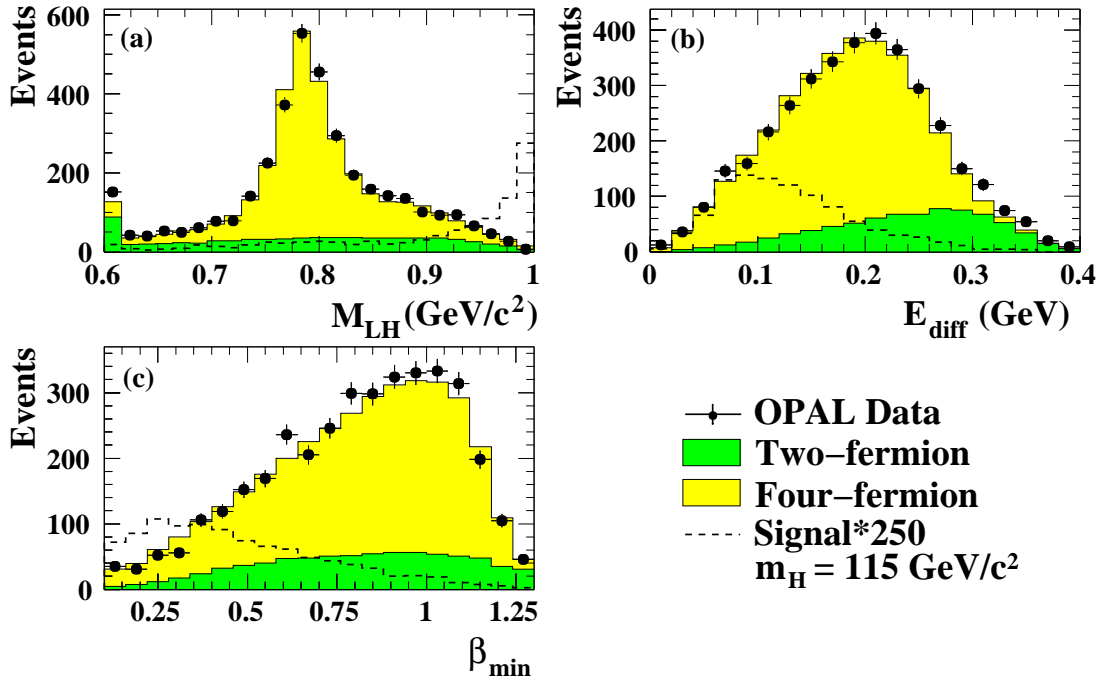 (a)
Events
600
400
200
0
0.6 0.7 0.8 0.9 1
M_LH (GeV/c²)
(b)
Events
400
300
200
100
0
0 0.1 0.2 0.3 0.4
E_diff (GeV)
(c)
Events
300
200
100
0
0.25 0.5 0.75 1 1.25
β_min
OPAL Data
Two−fermion
Four−fermion
Signal*250
m_H = 115 GeV/c²